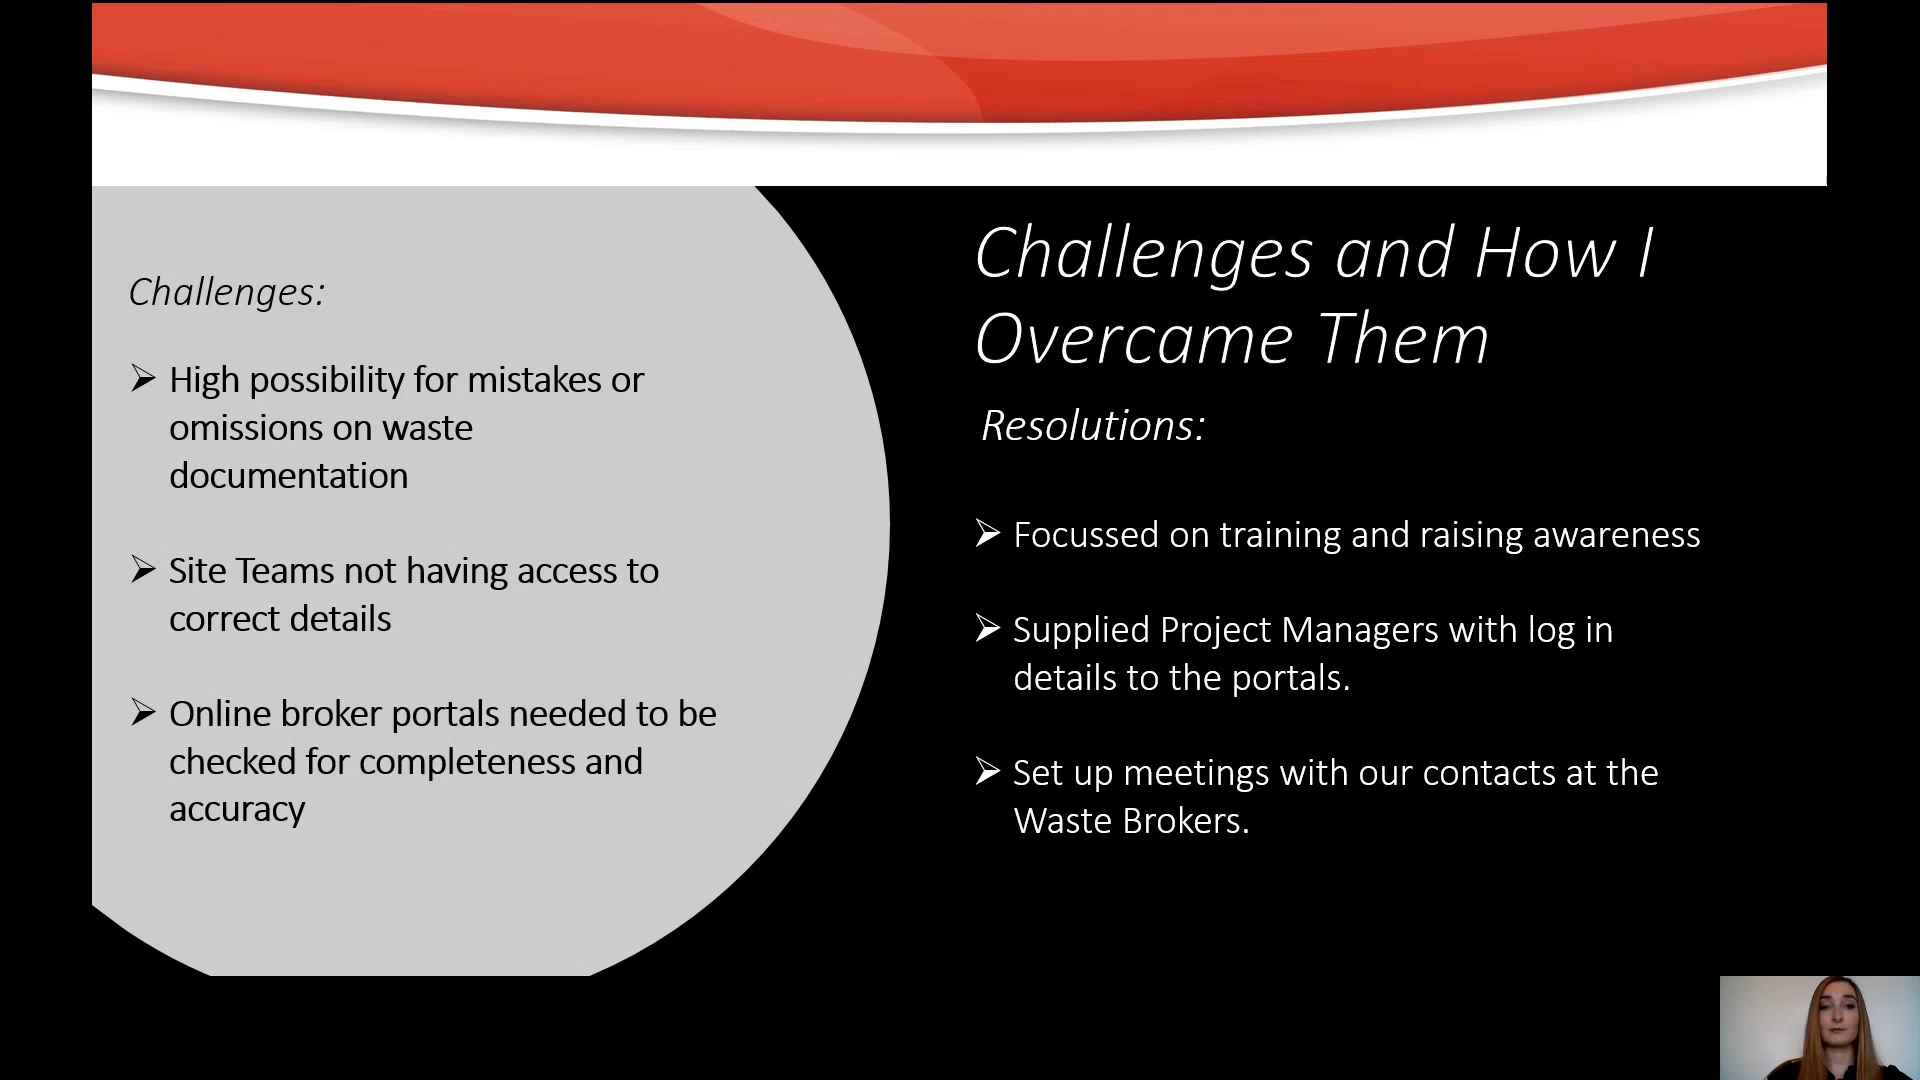 Challenges and How I
Overcame Them
Challenges:
➢ High possibility for mistakes or
omissions on waste
documentation
➢ Site Teams not having access to
correct details
➢ Online broker portals needed to be
checked for completeness and
accuracy
Resolutions:
➢ Focussed on training and raising awareness
➢ Supplied Project Managers with log in
details to the portals.
➢ Set up meetings with our contacts at the
Waste Brokers.